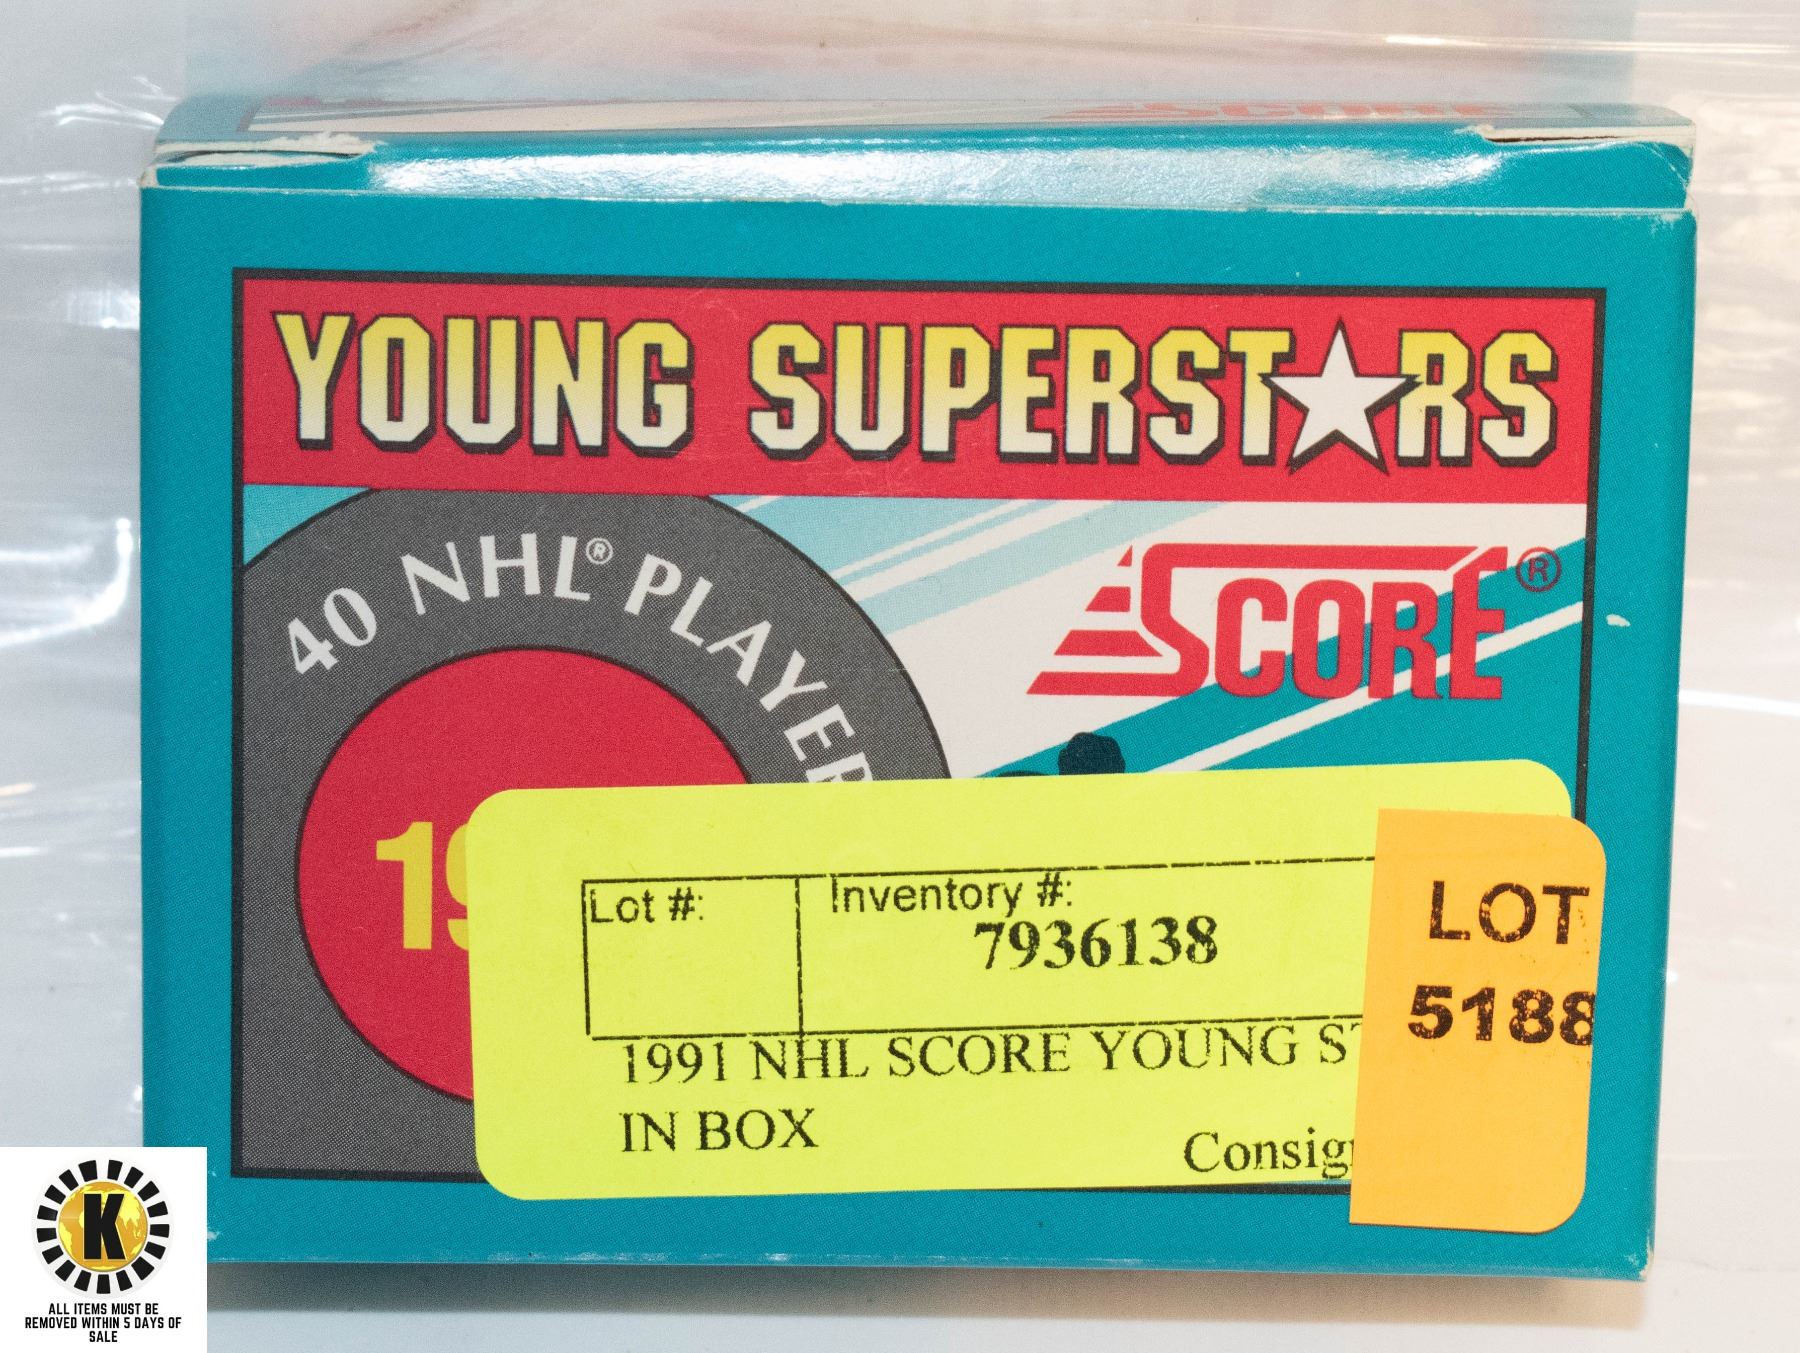 SCORE
YOUNG SUPERSTARS
40 NHL® PLAYER
SCORE®
19
Lot #:
Inventory #:
7936138
1991 NHL SCORE YOUNG ST
IN BOX
Consig
LOT
5188
K
ALL ITEMS MUST BE
REMOVED WITHIN 5 DAYS OF
SALE